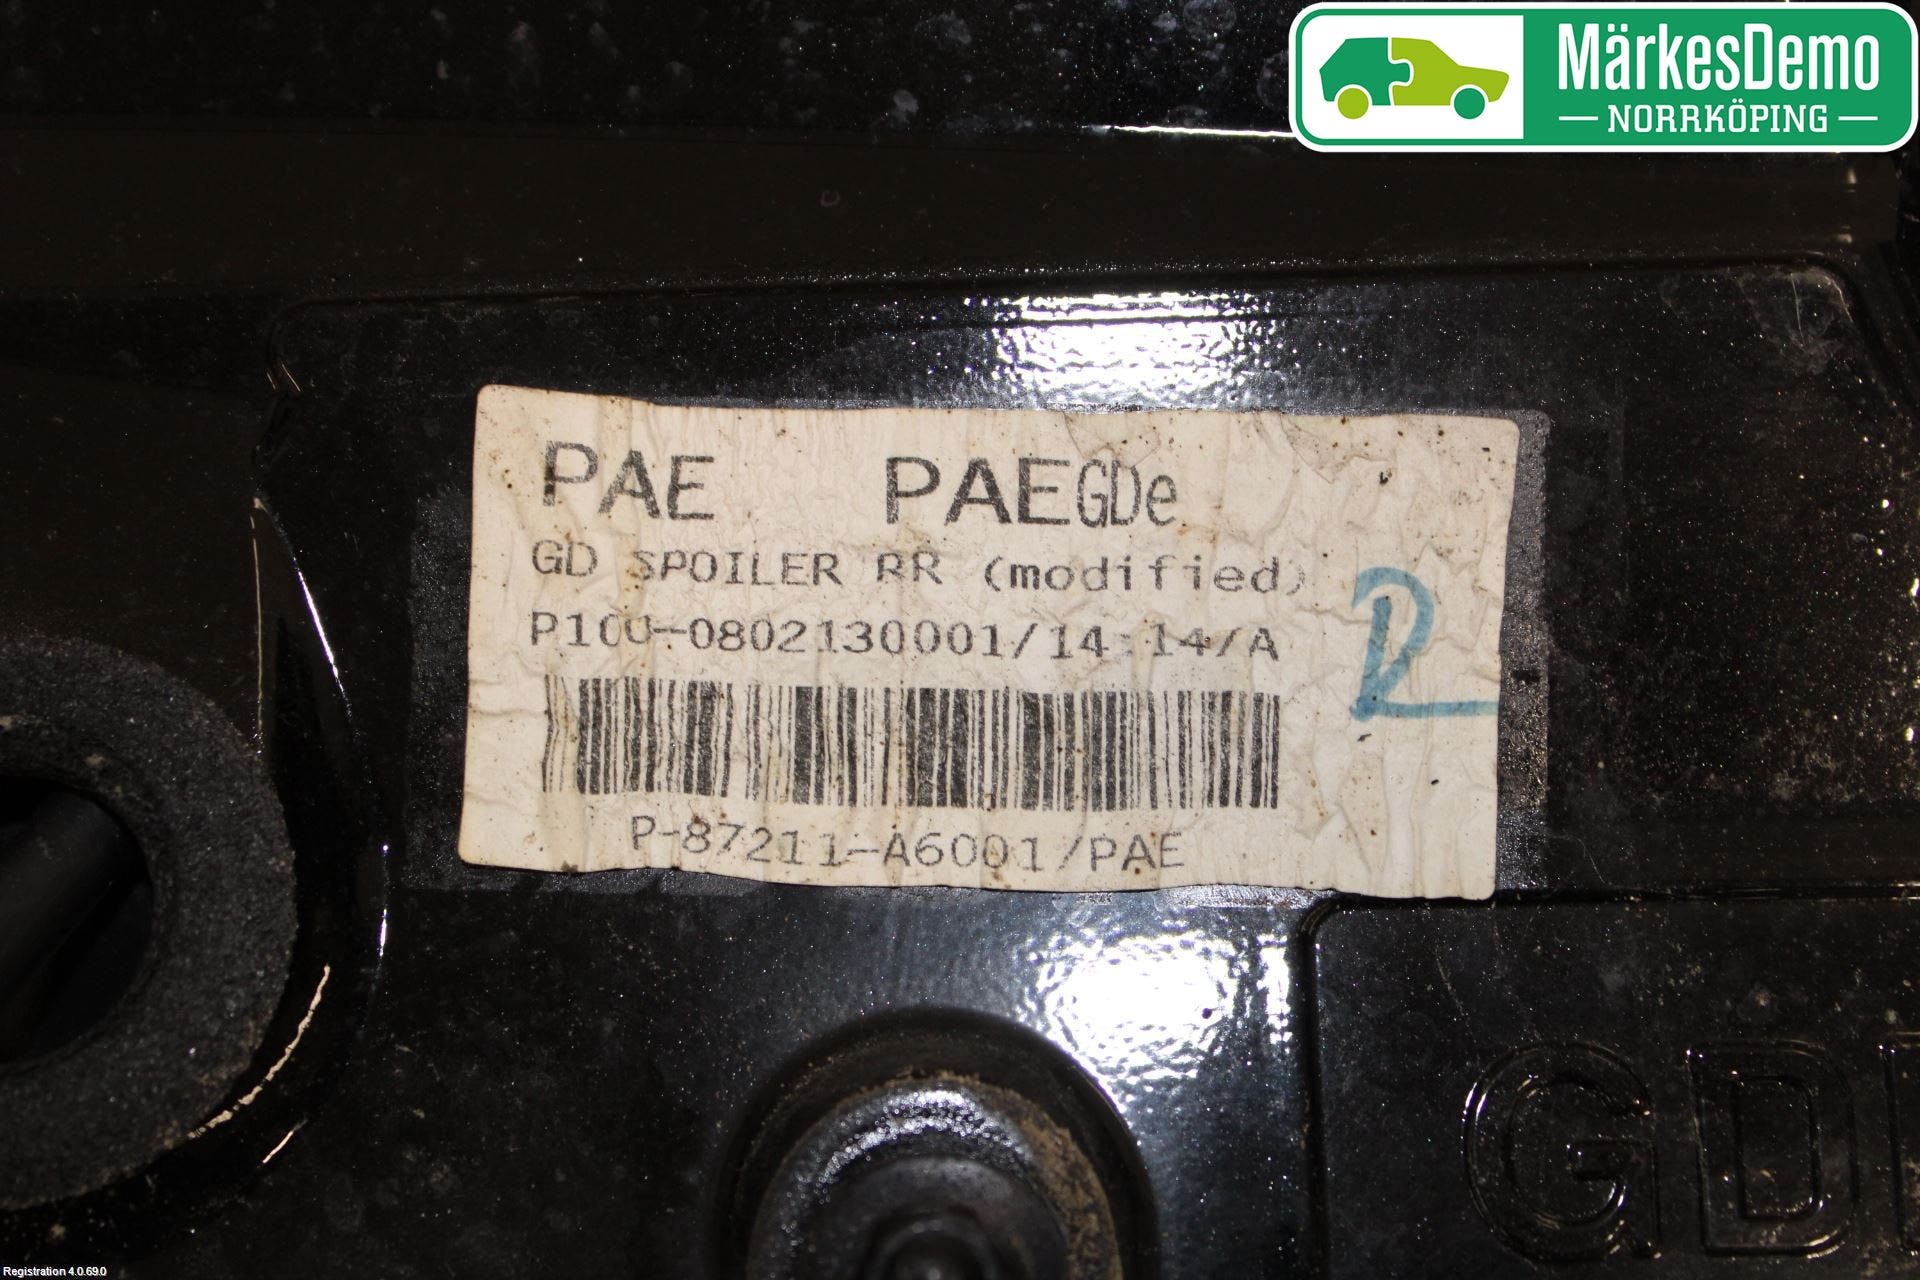 MärkesDemo
NORRKÖPING
PAE PAEGDe
GD SPOILER RR (modified)
P100-0802130001/14:14/A
P-87211-A6001/PAE
GD
Registration 4.0.69.0